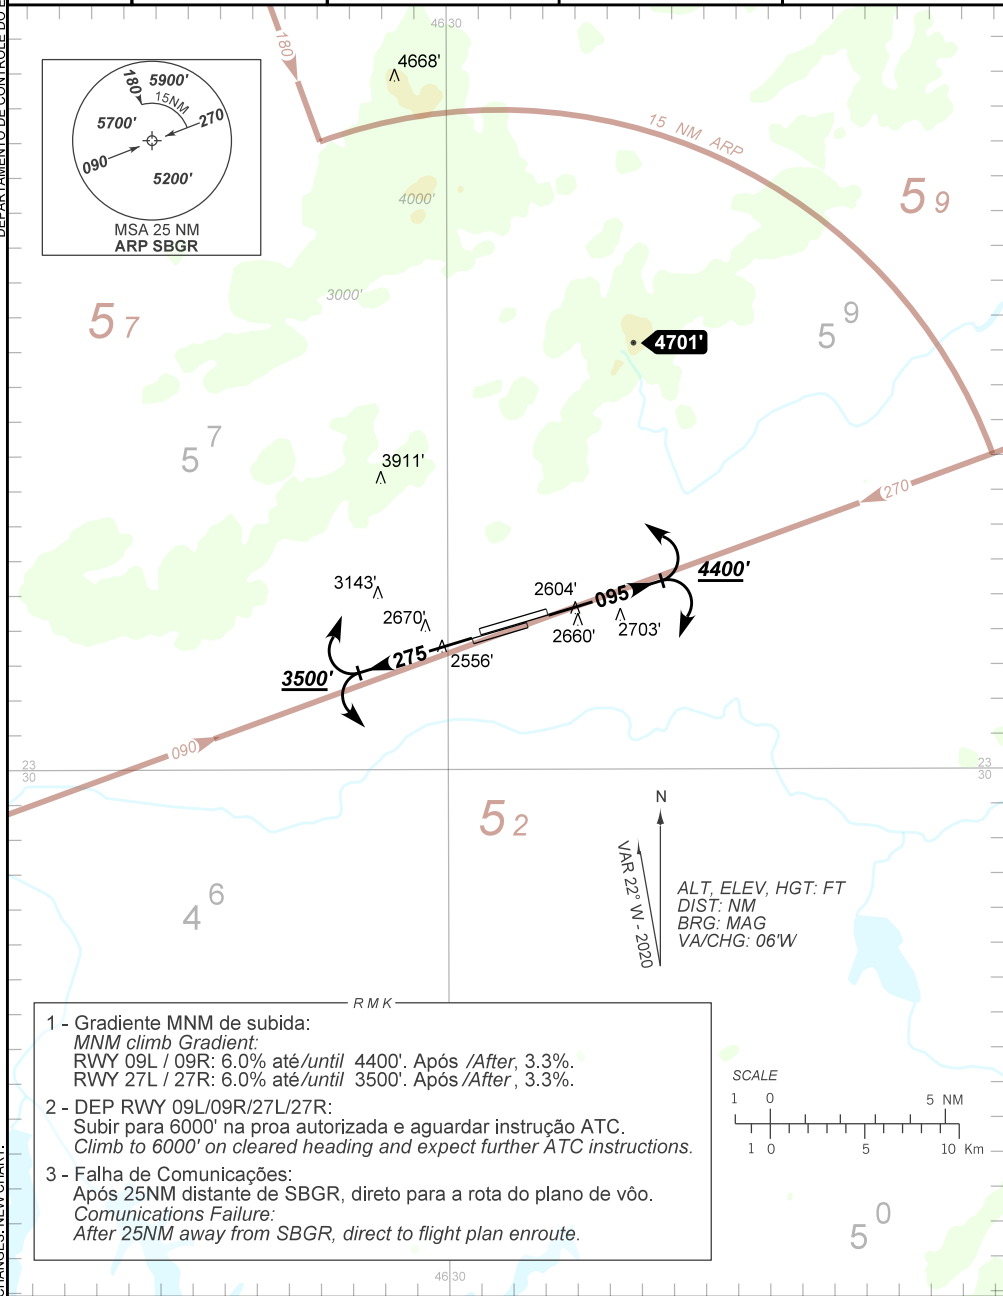 DEPARTAMENTO DE CONTROLE DO E
46 30
180
4668'
180
5900'
15NM
5700'
270
090
5200'
MSA 25 NM
ARP SBGR
15 NM ARP
4000'
5 9
3000'
5 7
5 9
4701'
5 7
3911'
270
3143'
2604'
095
4400'
2670'
2660'
2703'
275
2556'
3500'
090
23
30
23
30
5 2
N
VAR 22° W - 2020
ALT, ELEV, HGT: FT
DIST: NM
BRG: MAG
VA/CHG: 06'W
4 6
RMK
1 - Gradiente MNM de subida:
MNM climb Gradient:
RWY 09L / 09R: 6.0% até/until 4400'. Após /After, 3.3%.
RWY 27L / 27R: 6.0% até/until 3500'. Após /After, 3.3%.
2 - DEP RWY 09L/09R/27L/27R:
Subir para 6000' na proa autorizada e aguardar instrução ATC.
Climb to 6000' on cleared heading and expect further ATC instructions.
3 - Falha de Comunicações:
Após 25NM distante de SBGR, direto para a rota do plano de vôo.
Comunications Failure:
After 25NM away from SBGR, direct to flight plan enroute.
SCALE
1 0 5 NM
1 0 5 10 Km
5 0
CHANGES: NEW CHART.
46 30